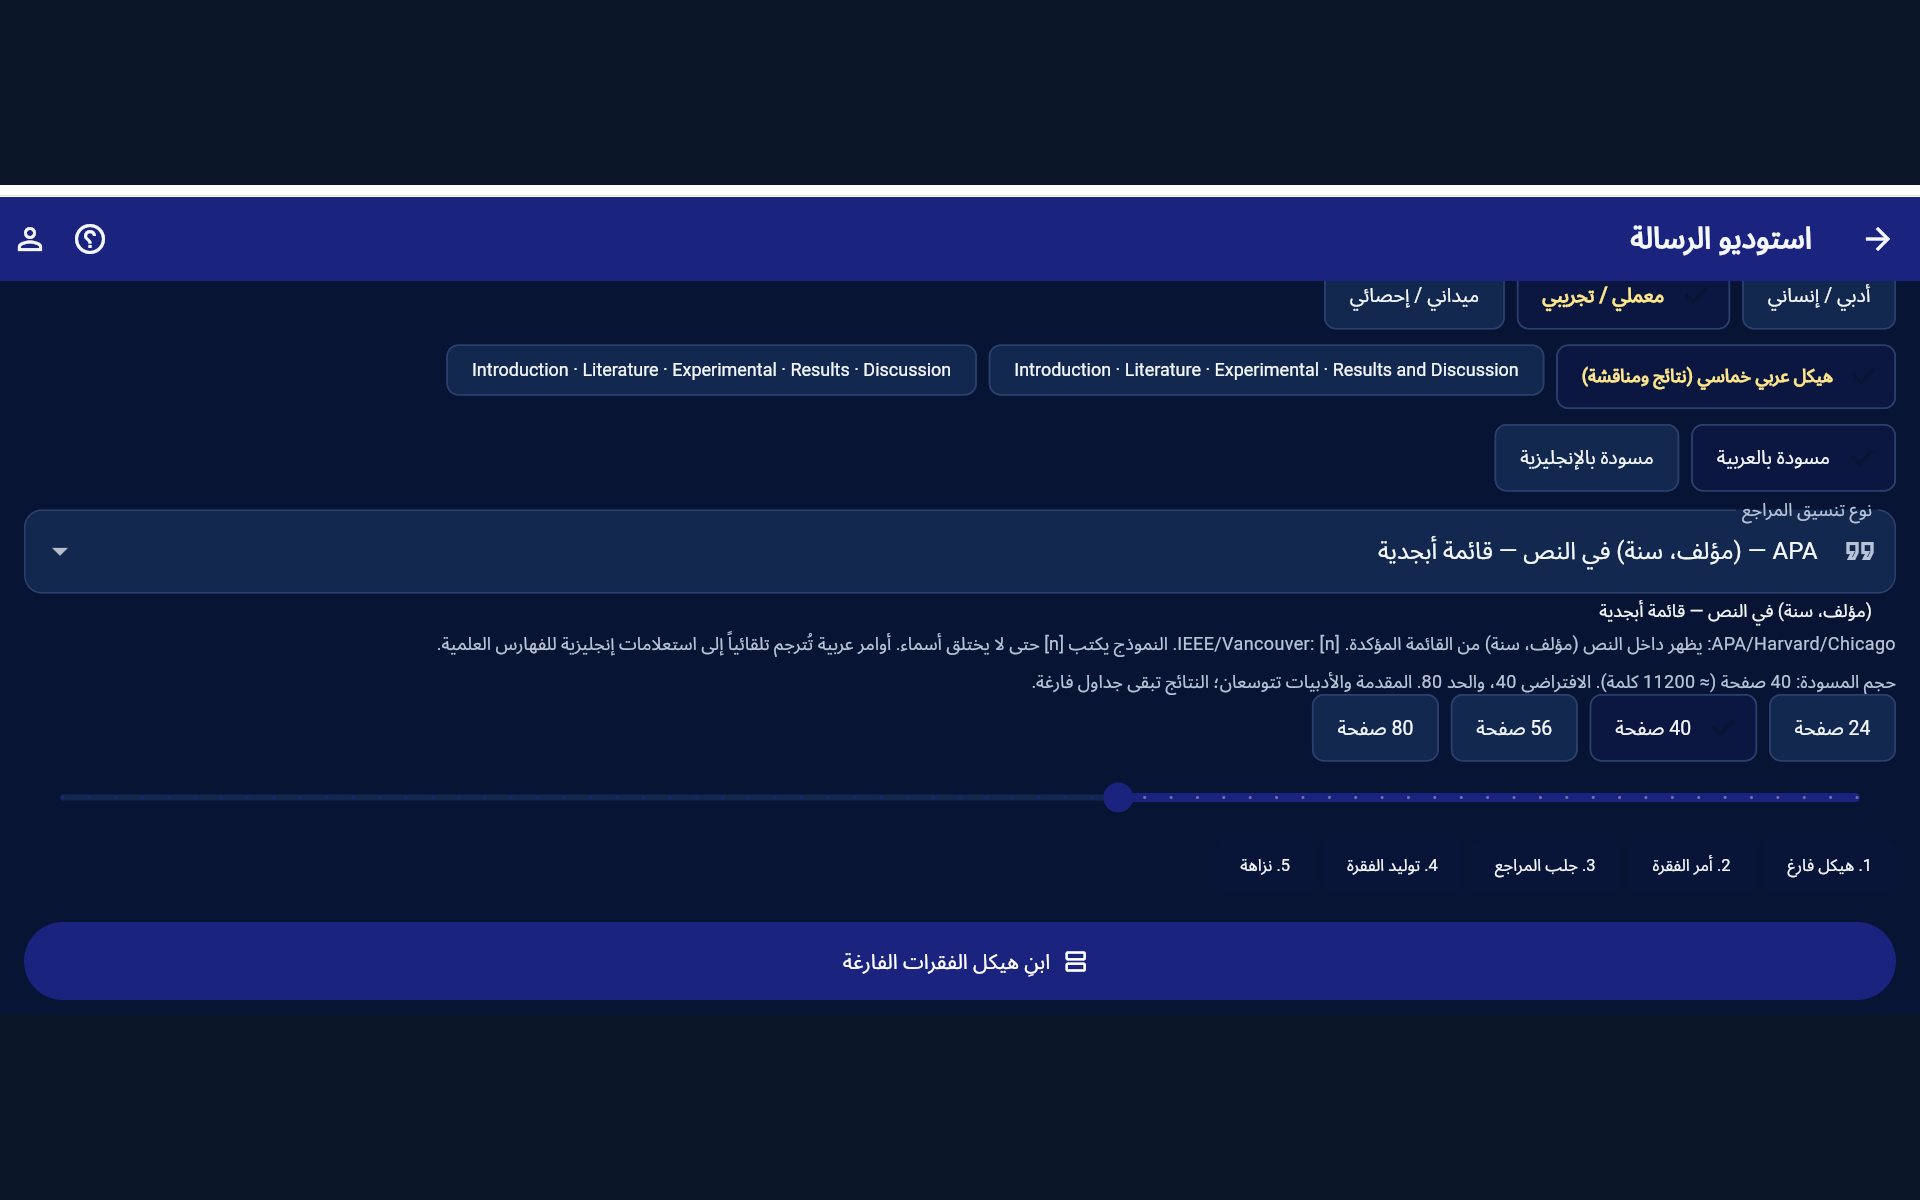 استوديو الرسالة
أدبي / إنساني
معملي / تجريبي
ميداني / إحصائي
هيكل عربي خماسي (نتائج ومناقشة)
Introduction · Literature · Experimental · Results and Discussion
Introduction · Literature · Experimental · Results · Discussion
مسودة بالعربية
مسودة بالإنجليزية
نوع تنسيق المراجع
APA — (مؤلف، سنة) في النص — قائمة أبجدية
(مؤلف، سنة) في النص — قائمة أبجدية
APA/Harvard/Chicago: يظهر داخل النص (مؤلف، سنة) من القائمة المؤكدة. IEEE/Vancouver: [n]. النموذج يكتب [n] حتى لا يختلق أسماء. أوامر عربية تُترجم تلقائياً إلى استعلامات إنجليزية للفهارس العلمية.
حجم المسودة: 40 صفحة (≈ 11200 كلمة). الافتراضي 40، والحد 80. المقدمة والأدبيات تتوسعان؛ النتائج تبقى جداول فارغة.
24 صفحة
40 صفحة
56 صفحة
80 صفحة
1. هيكل فارغ
2. أمر الفقرة
3. جلب المراجع
4. توليد الفقرة
5. نزاهة
ابنِ هيكل الفقرات الفارغة